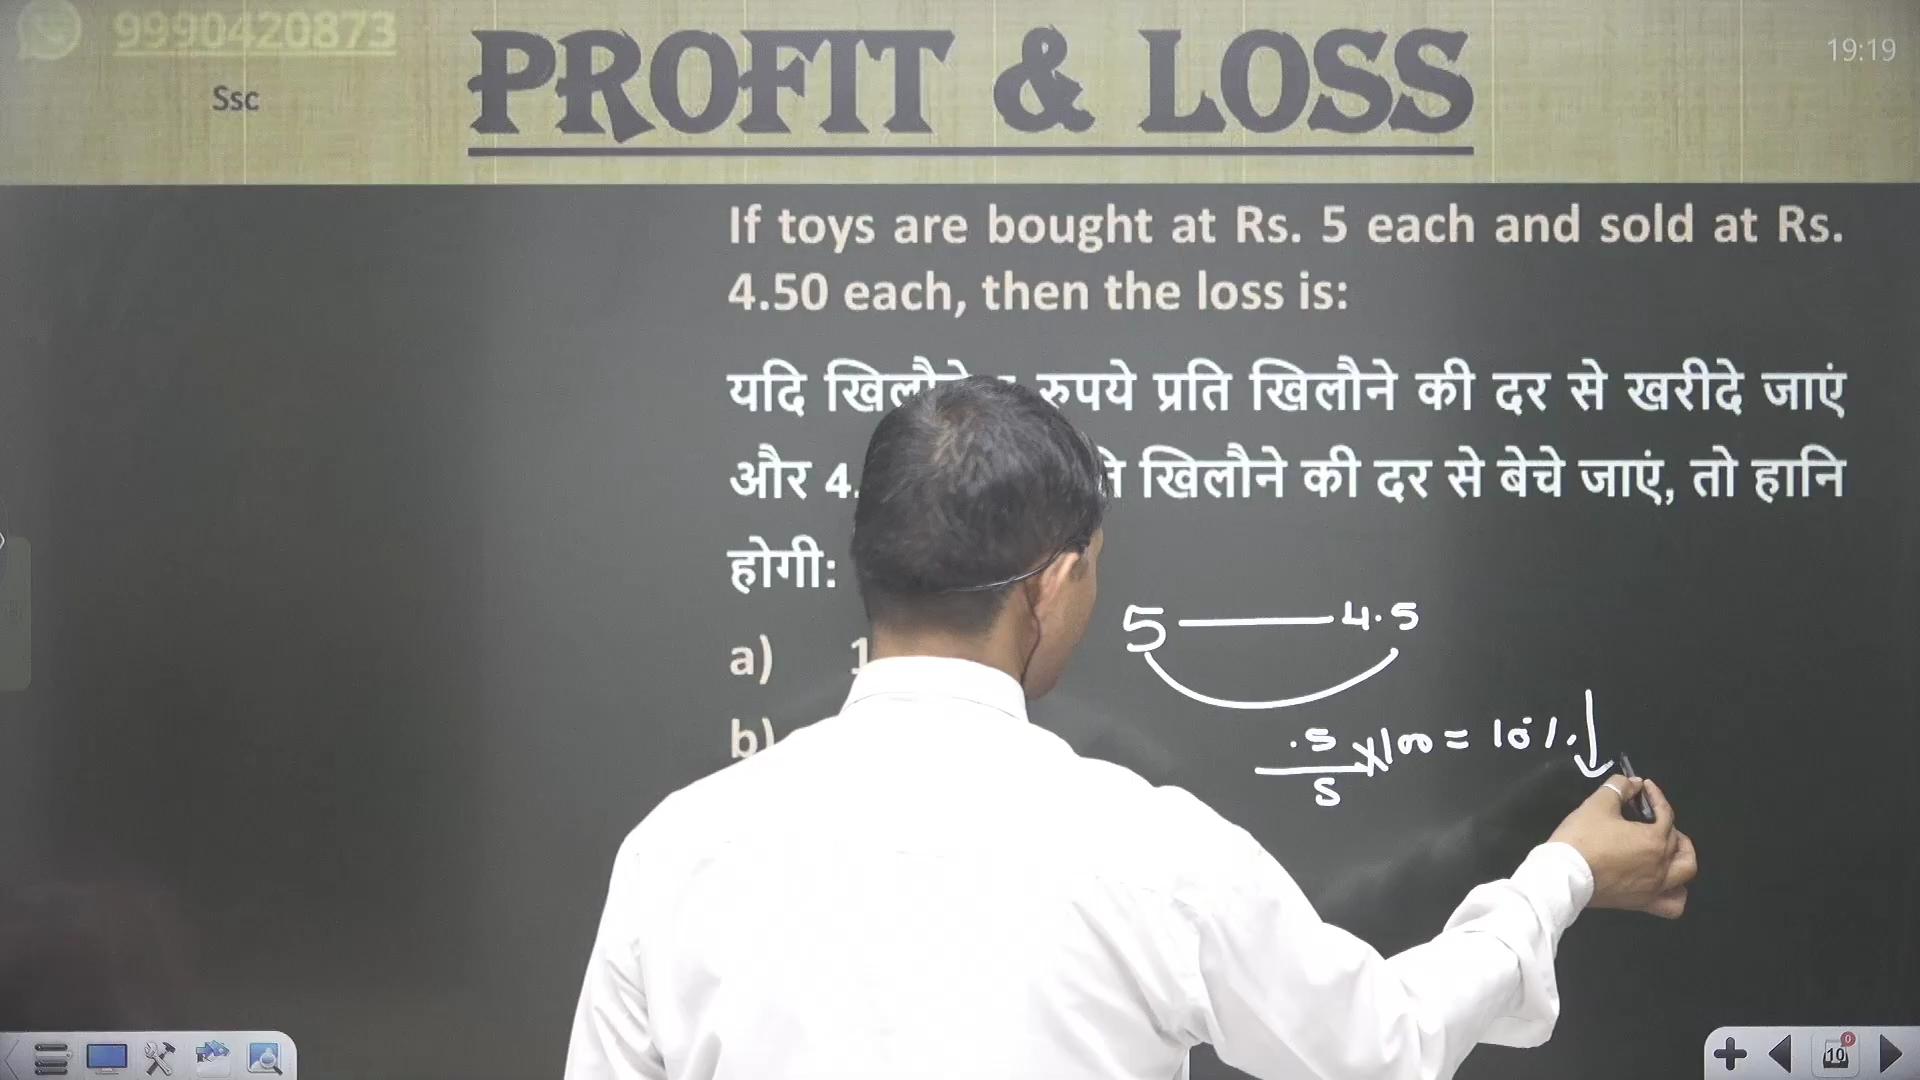 9990420873
Ssc
PROFIT & LOSS
19:19
If toys are bought at Rs. 5 each and sold at Rs.
4.50 each, then the loss is:
यदि रुपये प्रति खिलौने की दर से खरीदे जाएं
और 4. खिलौने की दर से बेचे जाएं, तो हानि
होगी:
5 — 4.5
a)
b)
.5/5 x100 = 10%. ↓
10